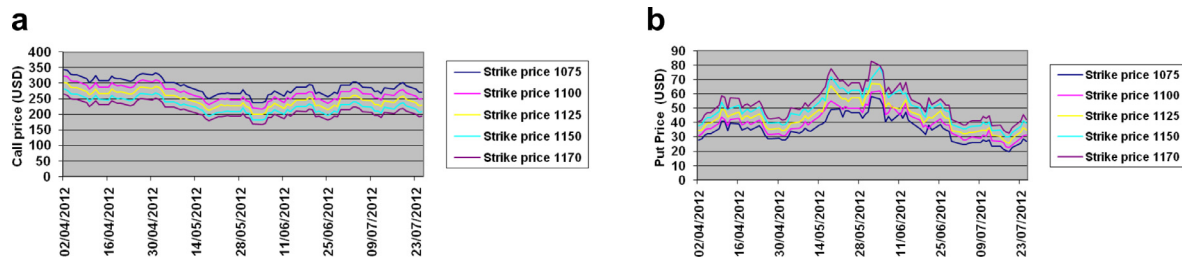 a
Call price (USD)
400
350
300
250
200
150
100
50
0
02/04/2012
16/04/2012
30/04/2012
14/05/2012
28/05/2012
11/06/2012
25/06/2012
09/07/2012
23/07/2012
Strike price 1075
Strike price 1100
Strike price 1125
Strike price 1150
Strike price 1170
b
Put Price (USD)
90
80
70
60
50
40
30
20
10
0
02/04/2012
16/04/2012
30/04/2012
14/05/2012
28/05/2012
11/06/2012
25/06/2012
09/07/2012
23/07/2012
Strike price 1075
Strike price 1100
Strike price 1125
Strike price 1150
Strike price 1170